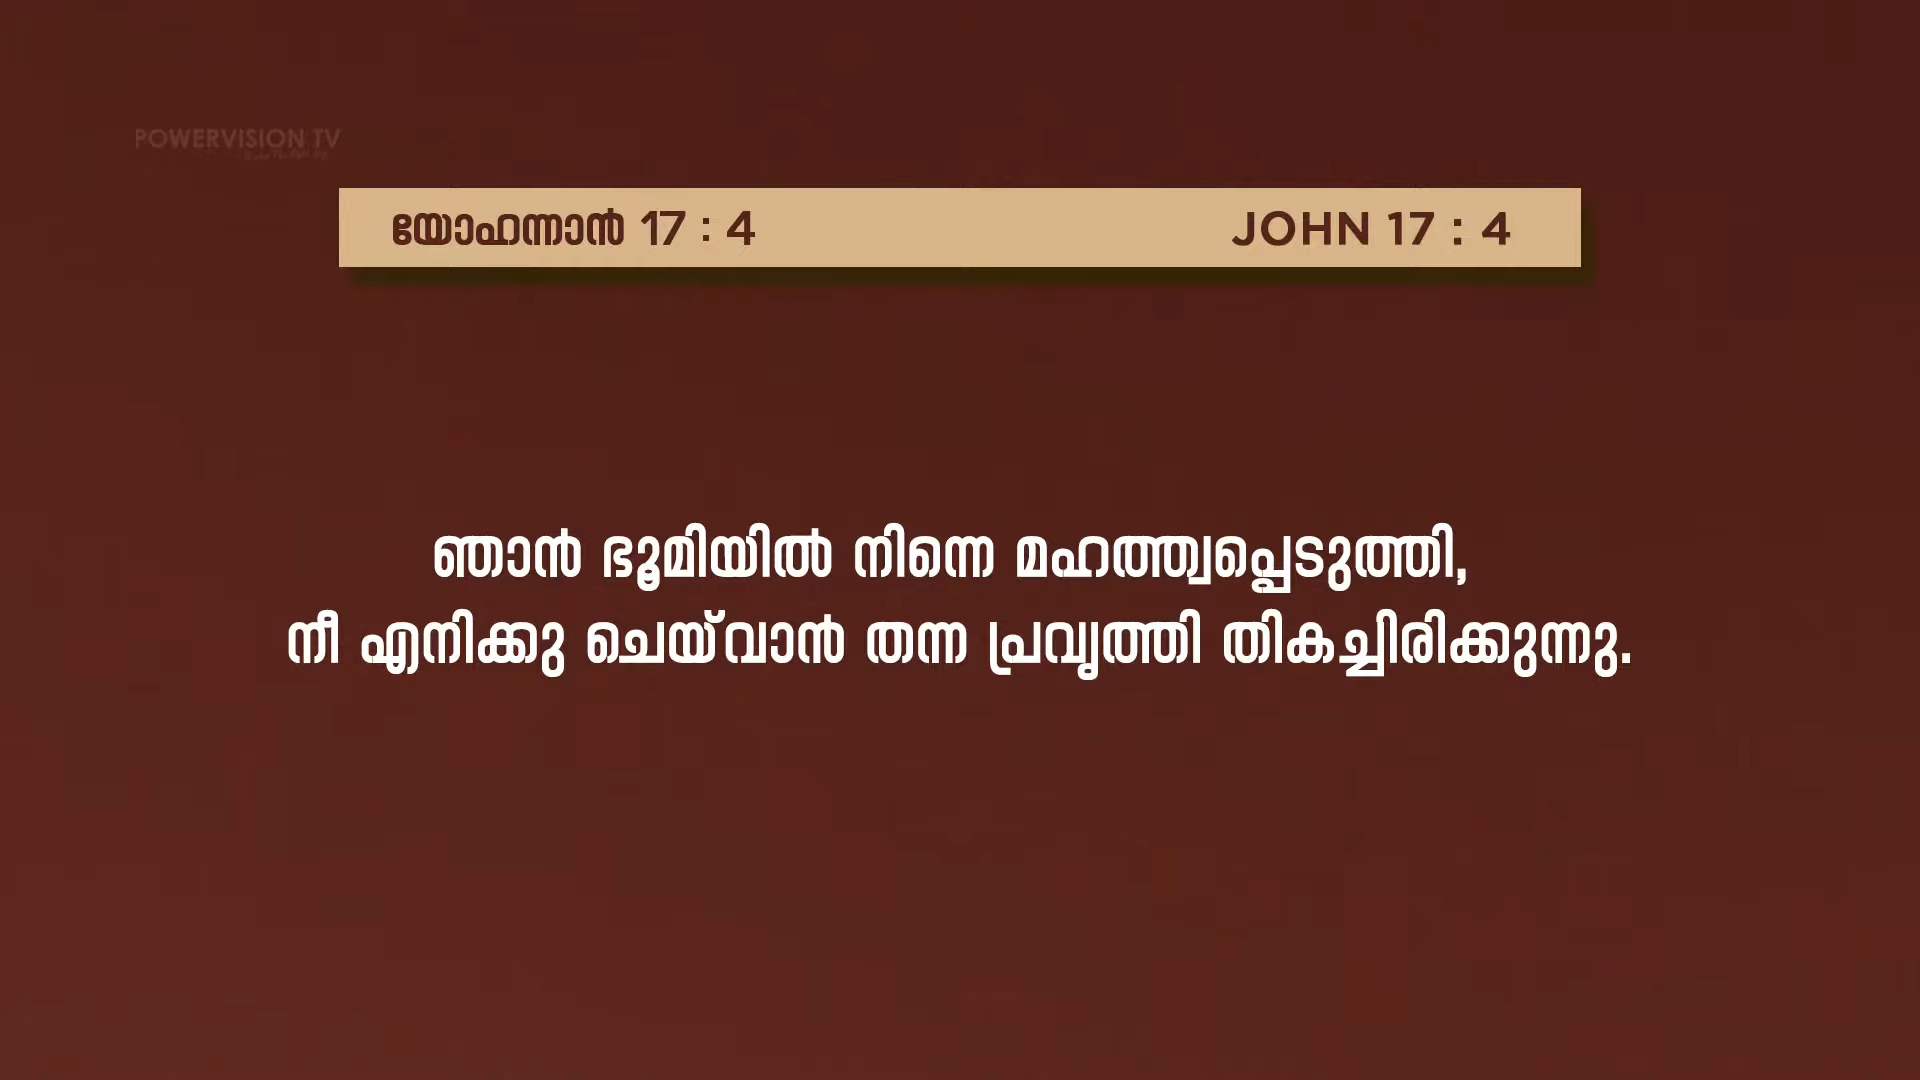 POWERVISION TV
യോഹന്നാൻ 17 : 4 JOHN 17 : 4
ഞാൻ ഭൂമിയിൽ നിന്നെ മഹത്ത്വപ്പെടുത്തി,
നീ എനിക്കു ചെയ്‌വാൻ തന്ന പ്രവൃത്തി തികച്ചിരിക്കുന്നു.